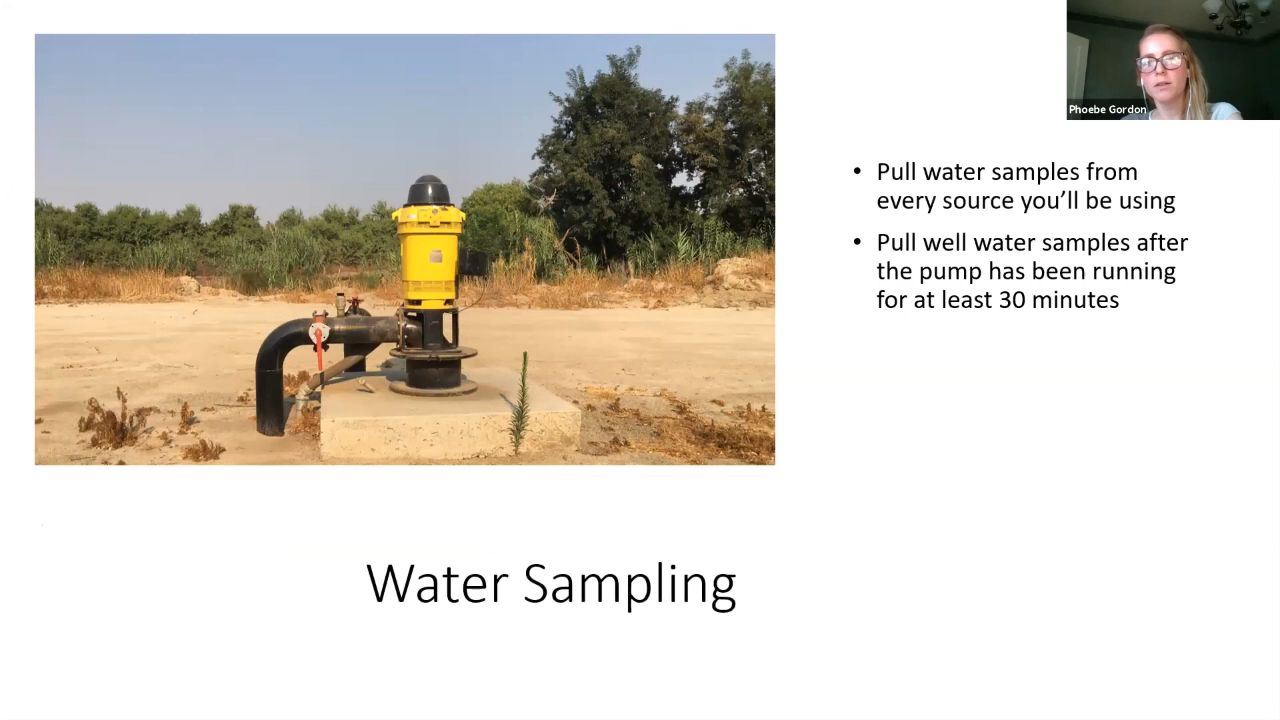 Phoebe Gordon
• Pull water samples from
every source you’ll be using
• Pull well water samples after
the pump has been running
for at least 30 minutes
Water Sampling